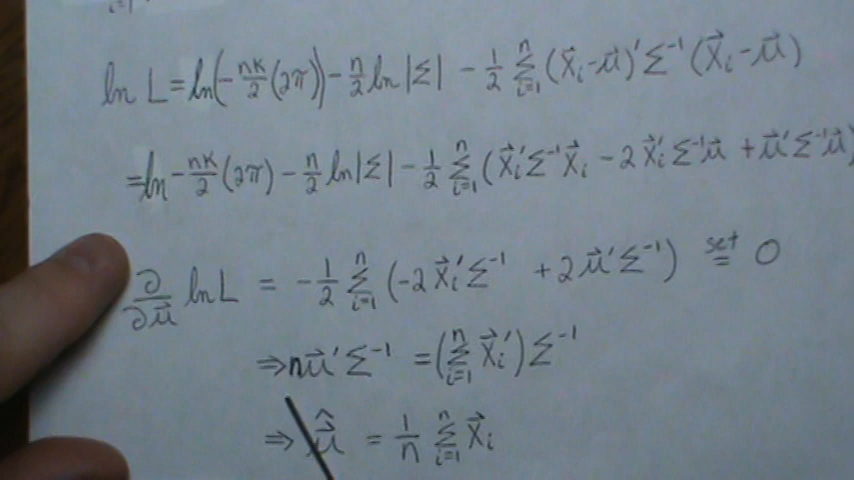 i=1
ln L = ln(-nk/2 (2π)) - n/2 ln |Σ| - 1/2 Σ_{i=1}^{n} (x⃗_i - μ⃗)' Σ^{-1} (x⃗_i - μ⃗)
= ln - nk/2 (2π) - n/2 ln |Σ| - 1/2 Σ_{i=1}^{n} (x⃗_i' Σ^{-1} x⃗_i - 2 x⃗_i' Σ^{-1} μ⃗ + μ⃗' Σ^{-1} μ⃗)
∂/∂μ⃗ ln L = - 1/2 Σ_{i=1}^{n} (-2 x⃗_i' Σ^{-1} + 2 μ⃗' Σ^{-1}) set = 0
⇒ n μ⃗' Σ^{-1} = (Σ_{i=1}^{n} x⃗_i') Σ^{-1}
⇒ μ⃗̂ = 1/n Σ_{i=1}^{n} x⃗_i